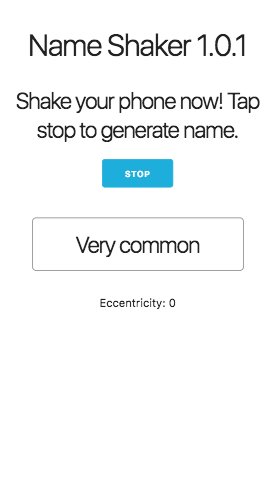 Name Shaker 1.0.1
Shake your phone now! Tap
stop to generate name.
STOP
Very common
Eccentricity: 0